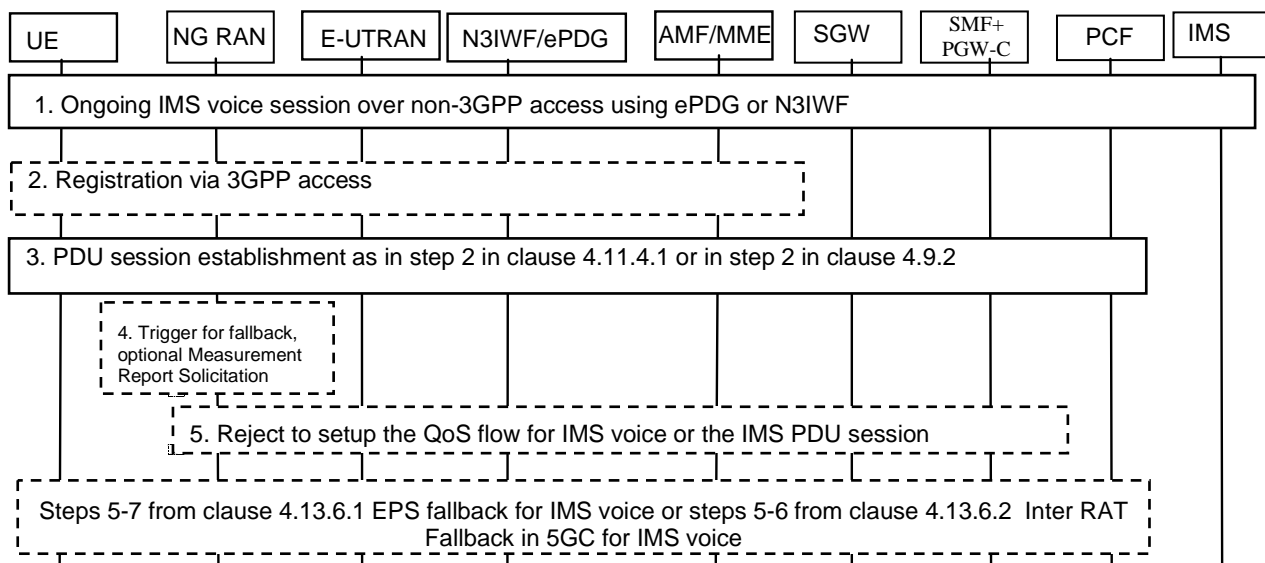 UE
NG RAN
E-UTRAN
N3IWF/ePDG
AMF/MME
SGW
SMF+
PGW-C
PCF
IMS
1. Ongoing IMS voice session over non-3GPP access using ePDG or N3IWF
2. Registration via 3GPP access
3. PDU session establishment as in step 2 in clause 4.11.4.1 or in step 2 in clause 4.9.2
4. Trigger for fallback,
optional Measurement
Report Solicitation
5. Reject to setup the QoS flow for IMS voice or the IMS PDU session
Steps 5-7 from clause 4.13.6.1 EPS fallback for IMS voice or steps 5-6 from clause 4.13.6.2 Inter RAT
Fallback in 5GC for IMS voice